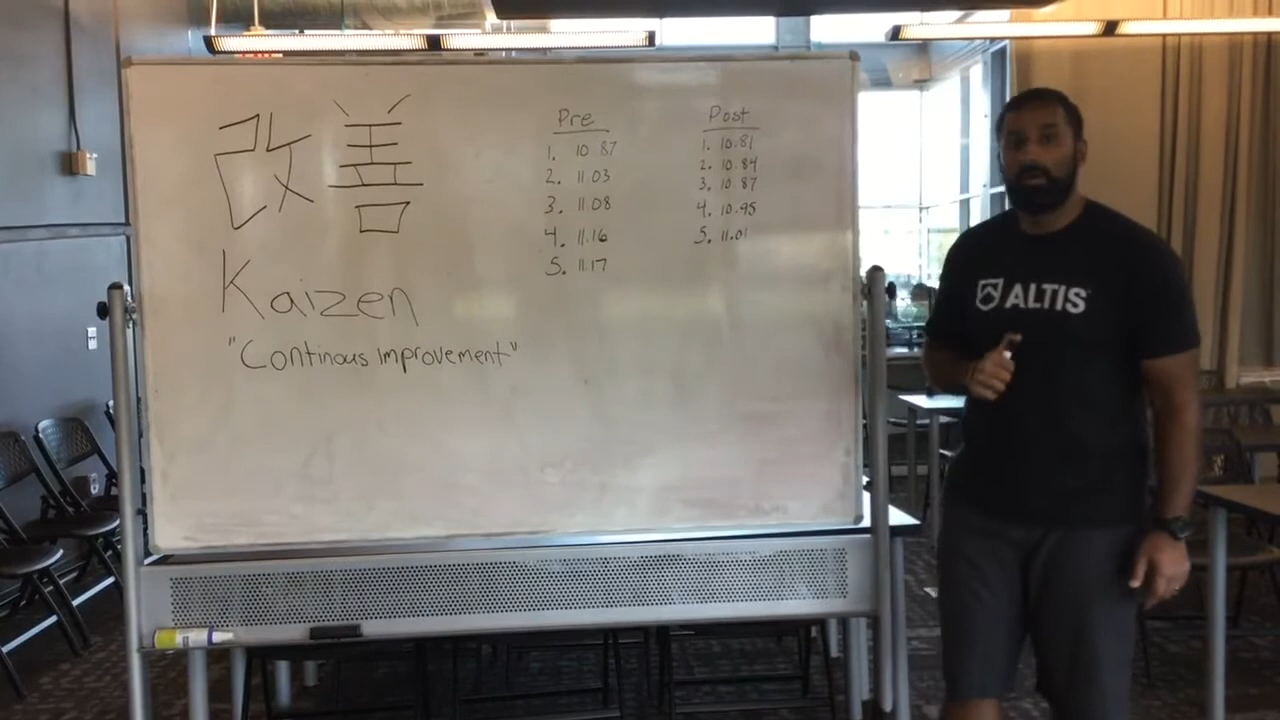 改善
Kaizen
"Continous improvement"
Pre
1. 10.87
2. 11.03
3. 11.08
4. 11.16
5. 11.17
Post
1. 10.81
2. 10.84
3. 10.87
4. 10.95
5. 11.01
ALTIS